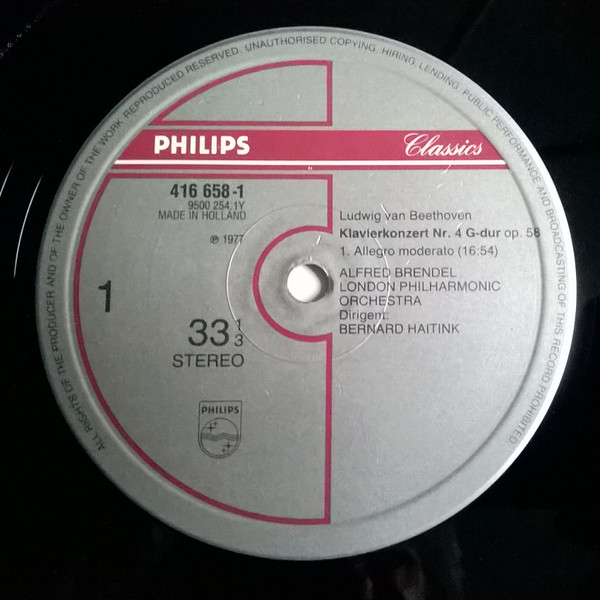 ALL RIGHTS OF THE PRODUCER AND OF THE OWNER OF THE WORK REPRODUCED RESERVED. UNAUTHORISED COPYING. HIRING LENDING. PUBLIC PERFORMANCE AND BROADCASTING OF THIS RECORD PROHIBITED.
PHILIPS Classics
416 658-1
9500 254.1Y
MADE IN HOLLAND
℗ 1977
1
33 1/3
STEREO
PHILIPS
Ludwig van Beethoven
Klavierkonzert Nr. 4 G-dur op. 58
1. Allegro moderato (16:54)
ALFRED BRENDEL
LONDON PHILHARMONIC
ORCHESTRA
Dirigent:
BERNARD HAITINK